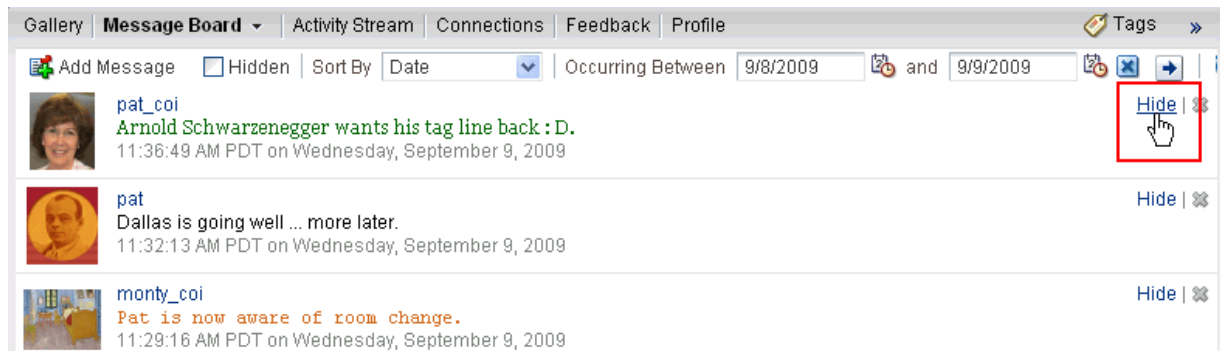 Gallery Message Board Activity Stream Connections Feedback Profile Tags »
Add Message Hidden Sort By Date Occurring Between 9/8/2009 and 9/9/2009
pat_coi Hide
Arnold Schwarzenegger wants his tag line back : D.
11:36:49 AM PDT on Wednesday, September 9, 2009
pat Hide
Dallas is going well ... more later.
11:32:13 AM PDT on Wednesday, September 9, 2009
monty_coi Hide
Pat is now aware of room change.
11:29:16 AM PDT on Wednesday, September 9, 2009